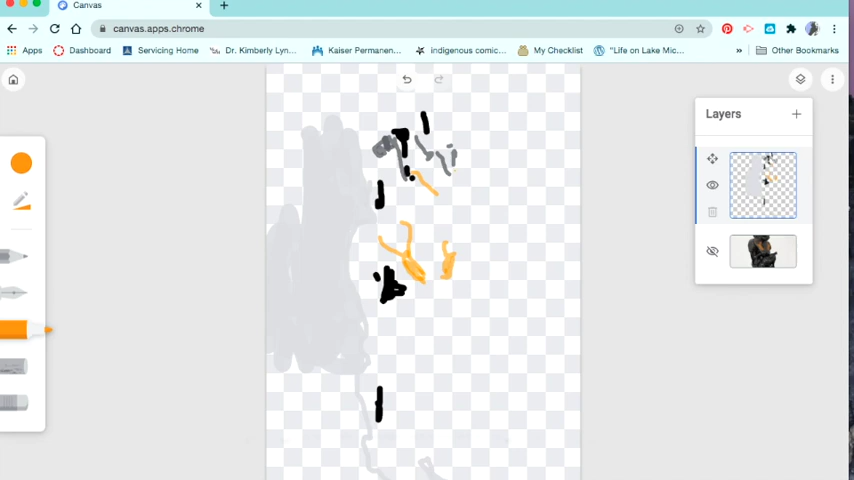 Canvas
canvas.apps.chrome
Apps Dashboard Servicing Home Dr. Kimberly Lyn... Kaiser Permanen... indigenous comic... My Checklist "Life on Lake Mic... » Other Bookmarks
Layers